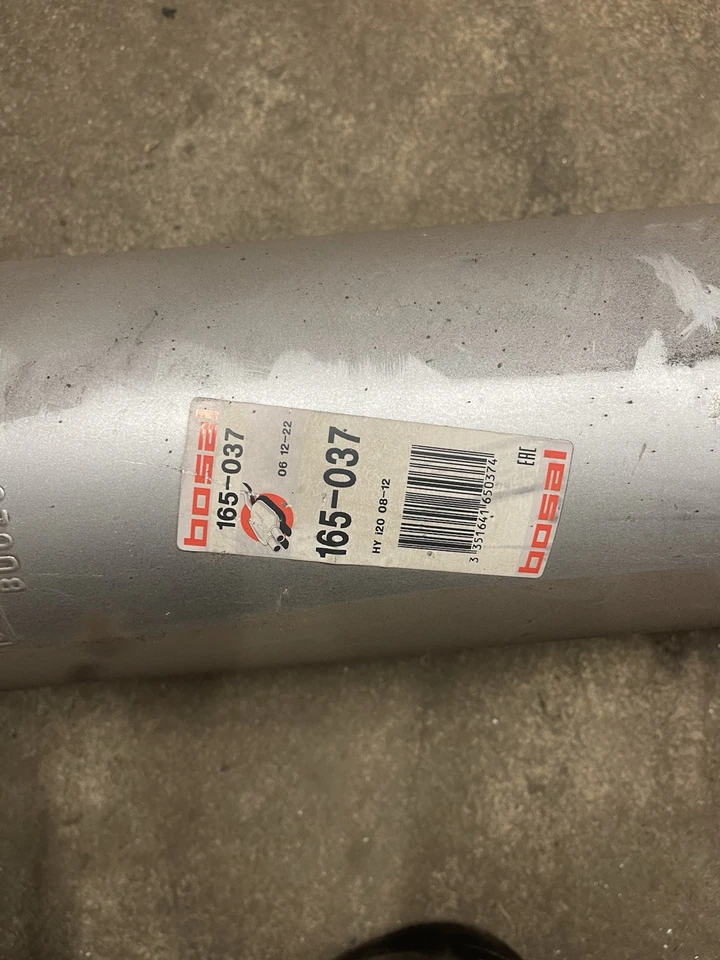 bosal
165-037
06 12-22
165-037
HY i20 08-12
3 351641 650374
EAC
bosal